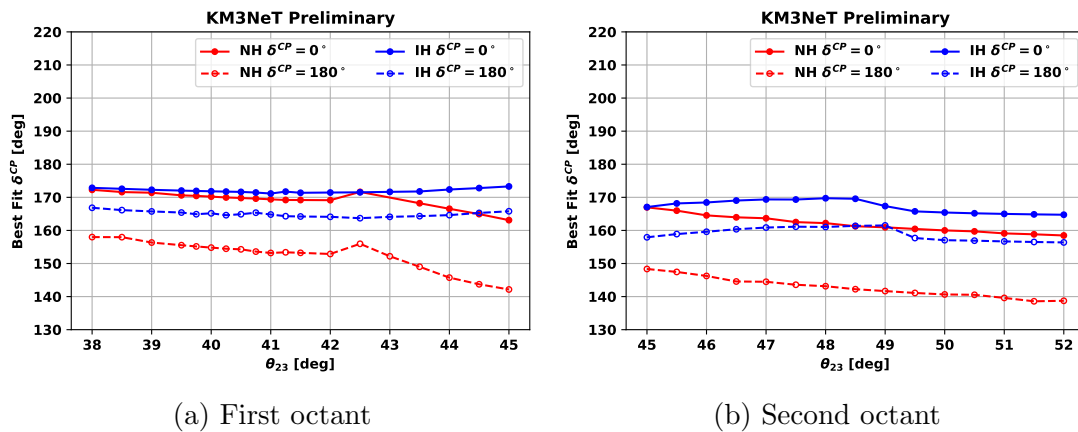 KM3NeT Preliminary
220
210
200
190
180
170
160
150
140
130
Best Fit δ^CP [deg]
NH δ^CP = 0°
NH δ^CP = 180°
IH δ^CP = 0°
IH δ^CP = 180°
38 39 40 41 42 43 44 45
θ₂₃ [deg]
(a) First octant
KM3NeT Preliminary
220
210
200
190
180
170
160
150
140
130
Best Fit δ^CP [deg]
NH δ^CP = 0°
NH δ^CP = 180°
IH δ^CP = 0°
IH δ^CP = 180°
45 46 47 48 49 50 51 52
θ₂₃ [deg]
(b) Second octant